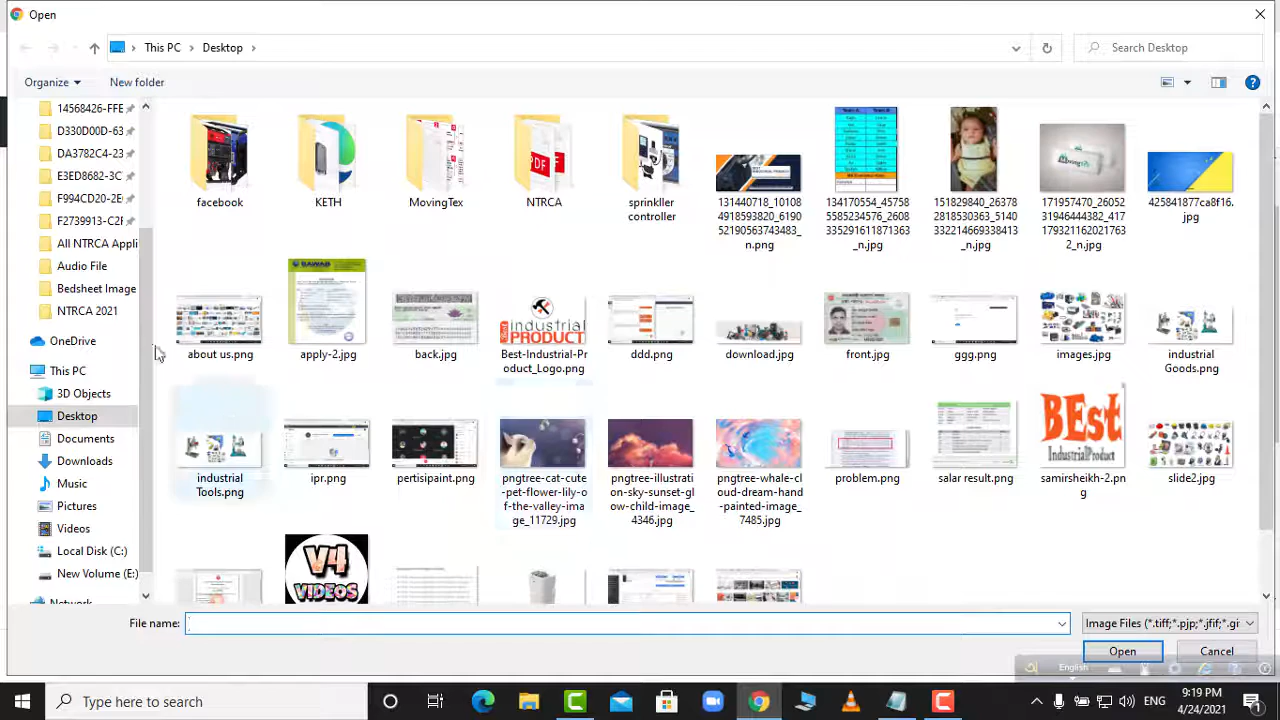 Open
This PC
Desktop
Search Desktop
Organize
New folder
14568426-FFE
D330D00D-63
DA3782C4-23
E3ED8682-3C
F994CD20-2E
F2739913-C2F
All NTRCA Appli
Audio File
Bedsheet Image
NTRCA 2021
OneDrive
This PC
3D Objects
Desktop
Documents
Downloads
Music
Pictures
Videos
Local Disk (C:)
New Volume (E:)
Network
facebook
KETH
MovingTex
NTRCA
sprinkller
controller
131440718_10108
4918593820_6190
52190563743483_
n.png
134170554_45758
5585234576_2608
335291611871363
_n.jpg
151829840_26378
2818530363_5140
332214669338413
_n.jpg
171957470_26052
31946444382_417
179321162021763
2_n.jpg
425841877ca8f16.
jpg
about us.png
apply-2.jpg
back.jpg
Best-Industrial-Pr
oduct_Logo.png
ddd.png
download.jpg
front.jpg
ggg.png
images.jpg
industrial
Goods.png
industrial
Tools.png
ipr.png
pertisipaint.png
pngtree-cat-cute
-pet-flower-lily-o
f-the-valley-ima
ge_11729.jpg
pngtree-illustrati
on-sky-sunset-gl
ow-child-image_
4346.jpg
pngtree-whale-cl
oud-dream-hand
-painted-image_
7485.jpg
problem.png
salar result.png
samirsheikh-2.pn
g
slide2.jpg
PDF
industrial
PRODUCT
BEst
IndustrialProduct
V4
VIDEOS
File name:
Image Files (*.tiff;*.pjp;*.jfif;*.gi
Open
Cancel
English
Type here to search
ENG
9:19 PM
4/24/2021